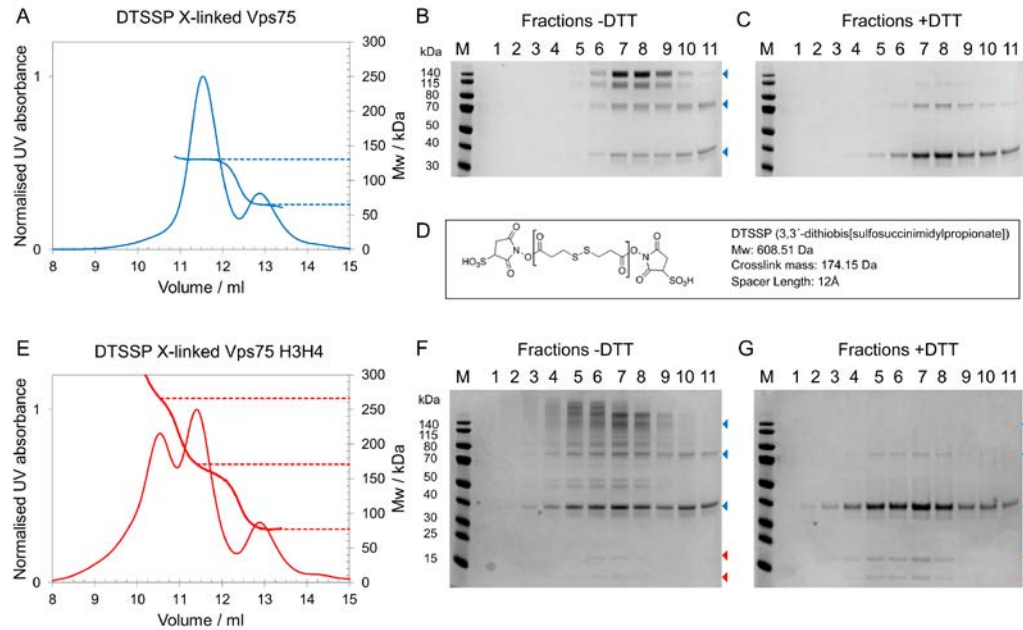 A
DTSSP X-linked Vps75
Normalised UV absorbance
1
0
300
250
200
150
100
50
0
Mw / kDa
8 9 10 11 12 13 14 15
Volume / ml
B
Fractions -DTT
M 1 2 3 4 5 6 7 8 9 10 11
kDa
140
115
80
70
50
40
30
C
Fractions +DTT
M 1 2 3 4 5 6 7 8 9 10 11
D
HO₃S
O
O
N
O
O
O
S-S
O
O
N
O
O
SO₃H
DTSSP (3,3´-dithiobis[sulfosuccinimidylpropionate])
Mw: 608.51 Da
Crosslink mass: 174.15 Da
Spacer Length: 12Å
E
DTSSP X-linked Vps75 H3H4
Normalised UV absorbance
1
0
300
250
200
150
100
50
0
Mw / kDa
8 9 10 11 12 13 14 15
Volume / ml
F
Fractions -DTT
M 1 2 3 4 5 6 7 8 9 10 11
kDa
140
115
80
70
50
40
30
25
15
G
Fractions +DTT
M 1 2 3 4 5 6 7 8 9 10 11